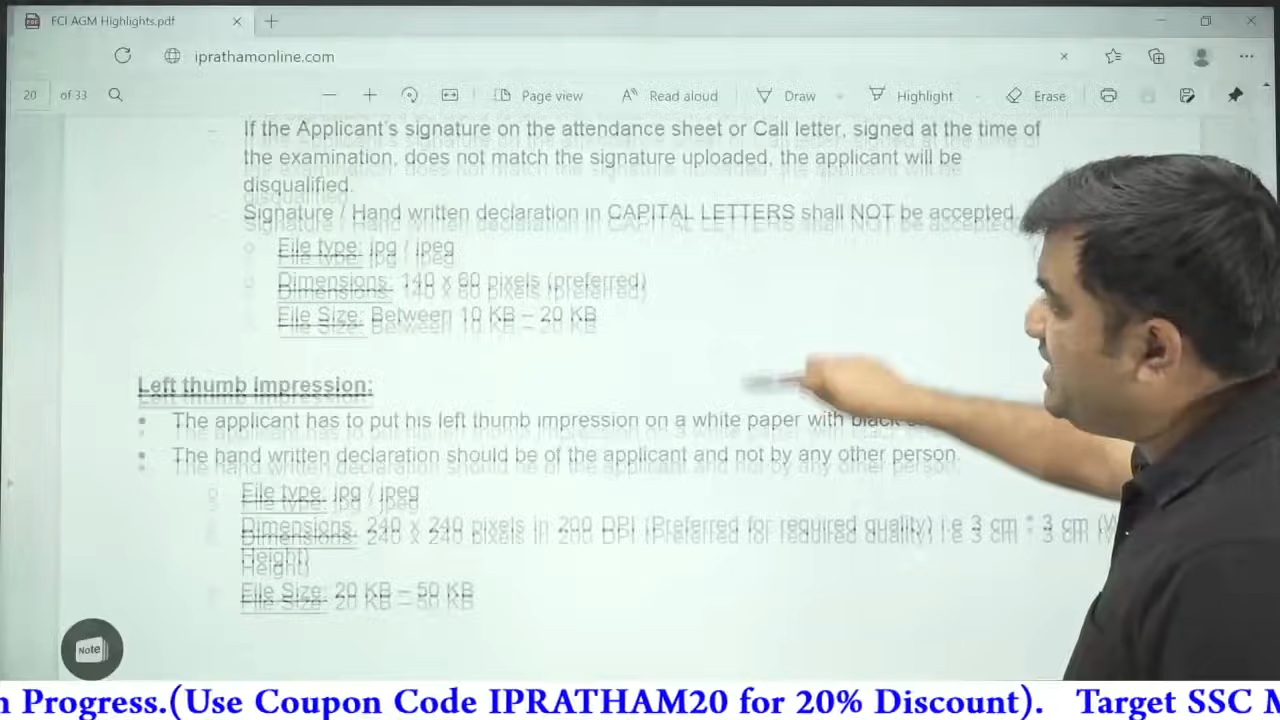 FCI AGM Highlights.pdf
iprathamonline.com
20 of 33
Page view
Read aloud
Draw
Highlight
Erase
If the Applicant's signature on the attendance sheet or Call letter, signed at the time of
the examination, does not match the signature uploaded, the applicant will be
disqualified.
Signature / Hand written declaration in CAPITAL LETTERS shall NOT be accepted.
File type: jpg / jpeg
Dimensions: 140 x 60 pixels (preferred)
File Size: Between 10 KB – 20 KB
Left thumb impression:
The applicant has to put his left thumb impression on a white paper with black
The hand written declaration should be of the applicant and not by any other person.
File type: jpg / jpeg
Dimensions: 240 x 240 pixels in 200 DPI (Preferred for required quality) i.e 3 cm * 3 cm
Height)
File Size: 20 KB – 50 KB
Note
n Progress.(Use Coupon Code IPRATHAM20 for 20% Discount). Target SSC M